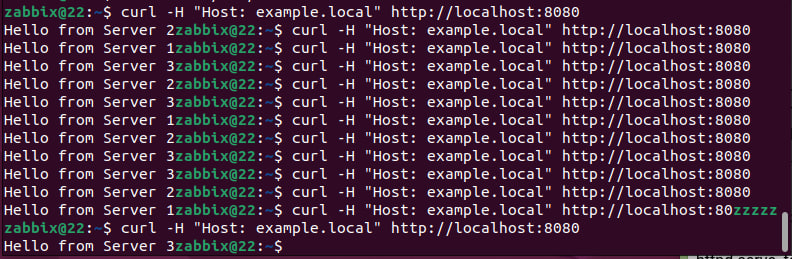 zabbix@22:~$ curl -H "Host: example.local" http://localhost:8080
Hello from Server 2zabbix@22:~$ curl -H "Host: example.local" http://localhost:8080
Hello from Server 1zabbix@22:~$ curl -H "Host: example.local" http://localhost:8080
Hello from Server 3zabbix@22:~$ curl -H "Host: example.local" http://localhost:8080
Hello from Server 2zabbix@22:~$ curl -H "Host: example.local" http://localhost:8080
Hello from Server 3zabbix@22:~$ curl -H "Host: example.local" http://localhost:8080
Hello from Server 1zabbix@22:~$ curl -H "Host: example.local" http://localhost:8080
Hello from Server 2zabbix@22:~$ curl -H "Host: example.local" http://localhost:8080
Hello from Server 3zabbix@22:~$ curl -H "Host: example.local" http://localhost:8080
Hello from Server 3zabbix@22:~$ curl -H "Host: example.local" http://localhost:8080
Hello from Server 2zabbix@22:~$ curl -H "Host: example.local" http://localhost:8080
Hello from Server 1zabbix@22:~$ curl -H "Host: example.local" http://localhost:80zzzzz
zabbix@22:~$ curl -H "Host: example.local" http://localhost:8080
Hello from Server 3zabbix@22:~$